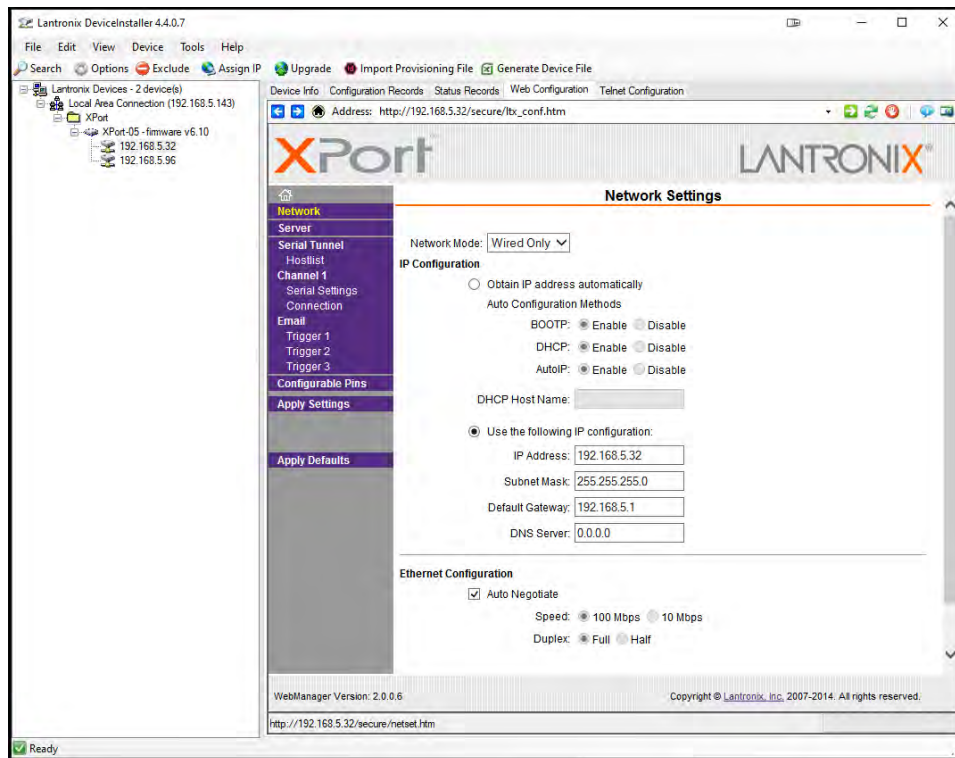 Lantronix DeviceInstaller 4.4.0.7
File Edit View Device Tools Help
Search Options Exclude Assign IP Upgrade Import Provisioning File Generate Device File
Lantronix Devices - 2 device(s)
Local Area Connection (192.168.5.143)
XPort
XPort-05 - firmware v6.10
192.168.5.32
192.168.5.96
Device Info Configuration Records Status Records Web Configuration Telnet Configuration
Address: http://192.168.5.32/secure/ltx_conf.htm
XPort LANTRONIX®
Network
Server
Serial Tunnel
Hostlist
Channel 1
Serial Settings
Connection
Email
Trigger 1
Trigger 2
Trigger 3
Configurable Pins
Apply Settings
Apply Defaults
Network Settings
Network Mode: Wired Only
IP Configuration
Obtain IP address automatically
Auto Configuration Methods
BOOTP: Enable Disable
DHCP: Enable Disable
AutoIP: Enable Disable
DHCP Host Name:
Use the following IP configuration:
IP Address: 192.168.5.32
Subnet Mask: 255.255.255.0
Default Gateway: 192.168.5.1
DNS Server: 0.0.0.0
Ethernet Configuration
Auto Negotiate
Speed: 100 Mbps 10 Mbps
Duplex: Full Half
WebManager Version: 2.0.0.6
Copyright © Lantronix, Inc. 2007-2014. All rights reserved.
http://192.168.5.32/secure/netset.htm
Ready